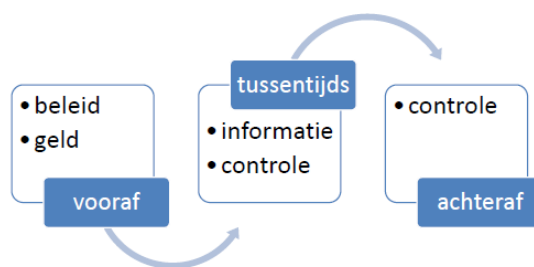 • beleid
• geld
vooraf
tussentijds
• informatie
• controle
• controle
achteraf